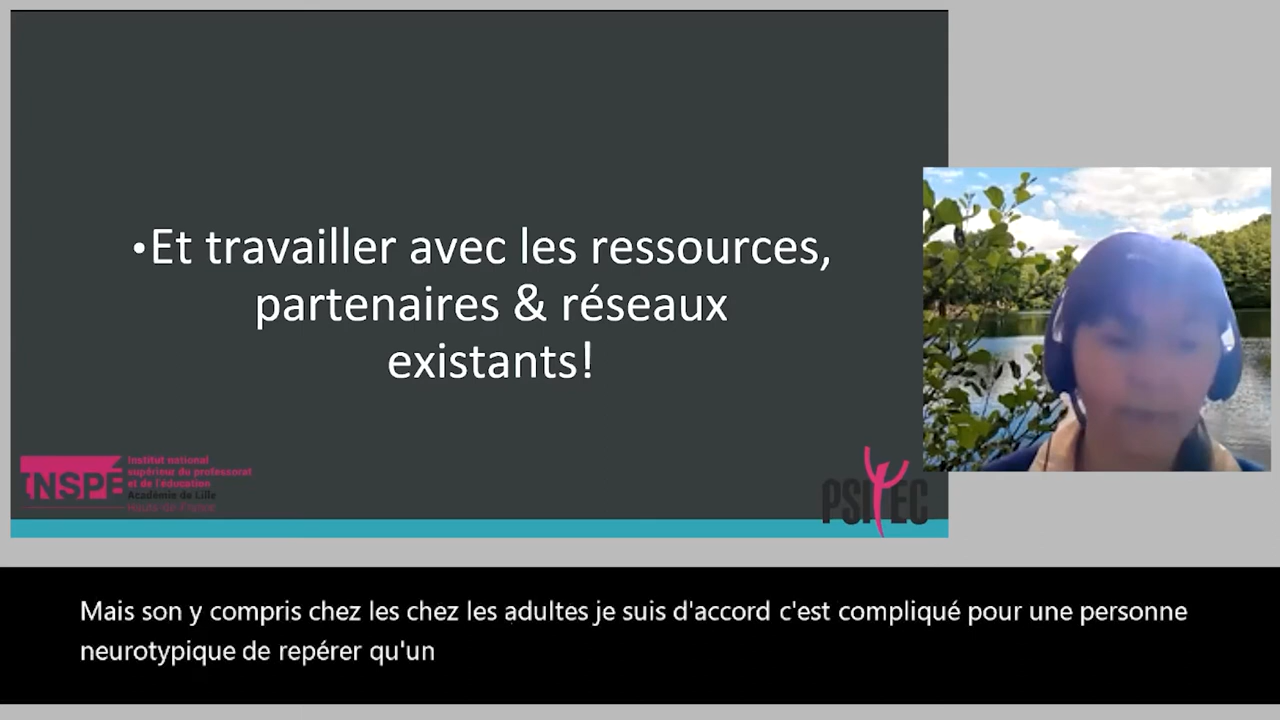 •Et travailler avec les ressources,
partenaires & réseaux
existants!
INSPÉ
Institut national
supérieur du professorat
et de l'éducation
Académie de Lille
Hauts-de-France
PSITEC
Mais son y compris chez les chez les adultes je suis d'accord c'est compliqué pour une personne
neurotypique de repérer qu'un